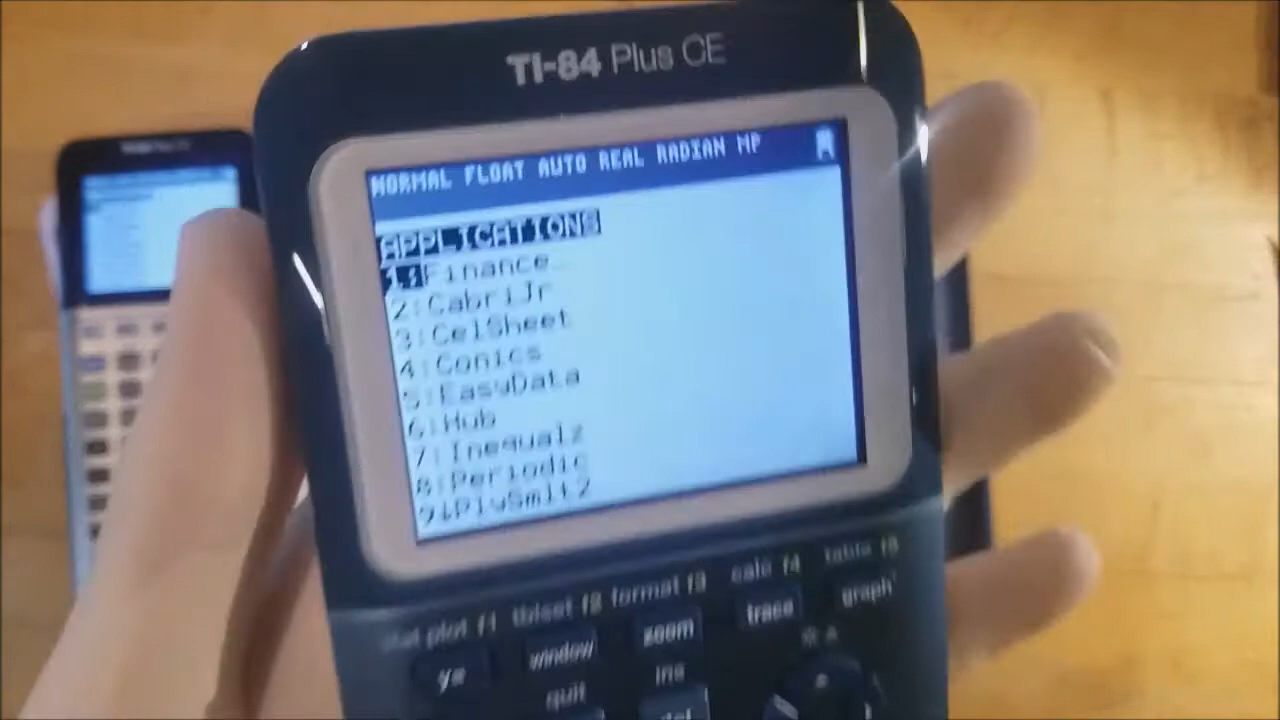 TI-84 Plus CE
NORMAL FLOAT AUTO REAL RADIAN MP
APPLICATIONS
1:Finance…
2:CabriJr
3:CelSheet
4:Conics
5:EasyData
6:Hub
7:Inequalz
8:Periodic
9↓PlySmlt2
stat plot f1 tblset f2 format f3 calc f4 table f5
y= window zoom trace graph
quit ins
del